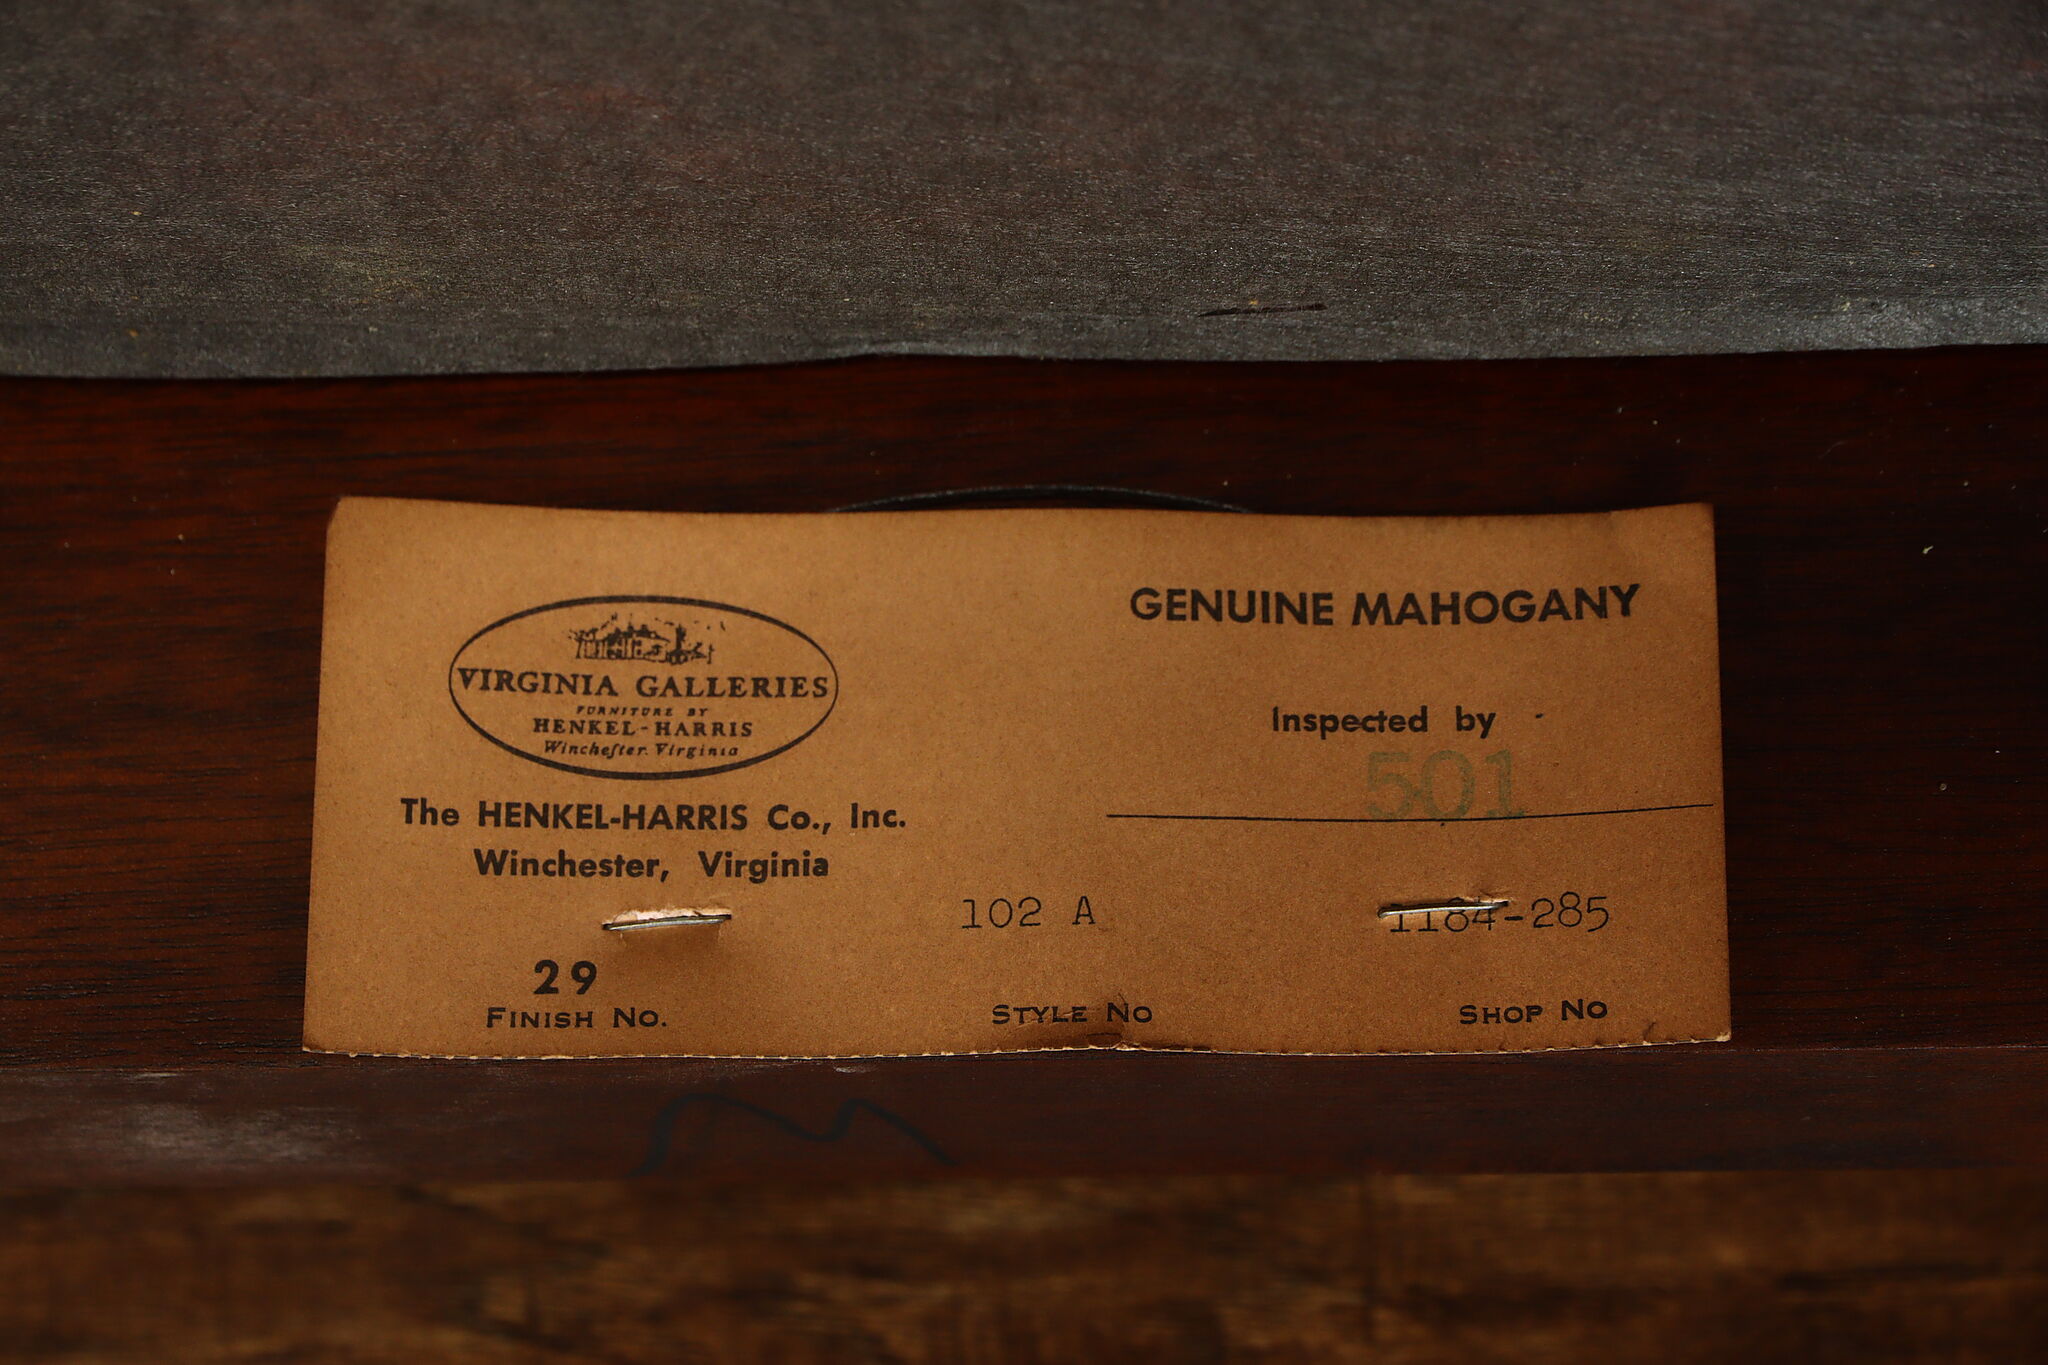 VIRGINIA GALLERIES
FURNITURE BY
HENKEL-HARRIS
Winchester, Virginia
The HENKEL-HARRIS Co., Inc.
Winchester, Virginia
GENUINE MAHOGANY
Inspected by
501
29
FINISH NO.
102 A
STYLE NO
1184-285
SHOP NO